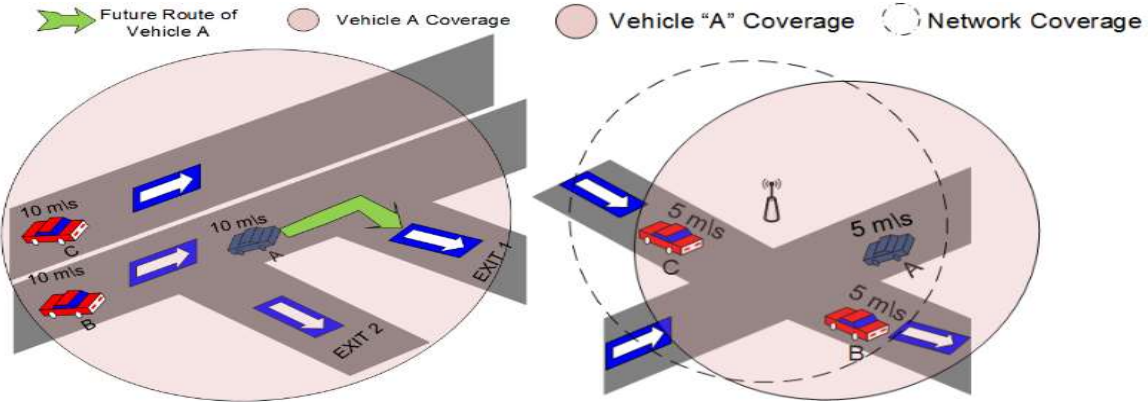 Future Route of
Vehicle A
Vehicle A Coverage
Vehicle “A” Coverage
Network Coverage
10 m\s
C
10 m\s
B
10 m\s
A
EXIT 1
EXIT 2
5 m\s
C
5 m\s
A
5 m\s
B